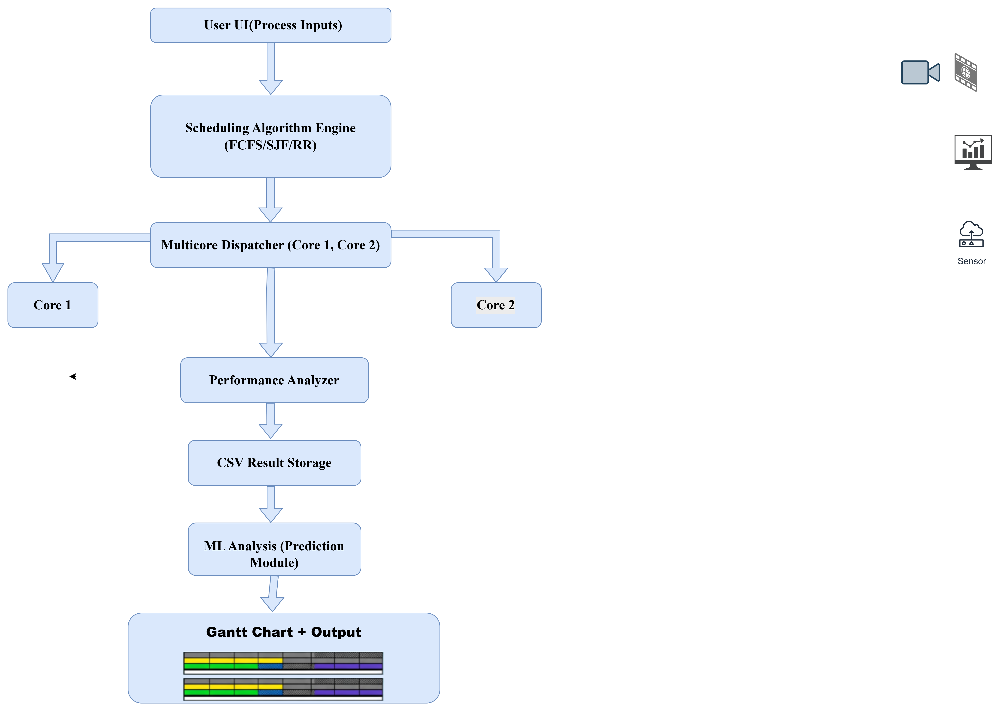 User UI(Process Inputs)
Scheduling Algorithm Engine
(FCFS/SJF/RR)
Multicore Dispatcher (Core 1, Core 2)
Sensor
Core 1
Core 2
Performance Analyzer
CSV Result Storage
ML Analysis (Prediction
Module)
Gantt Chart + Output